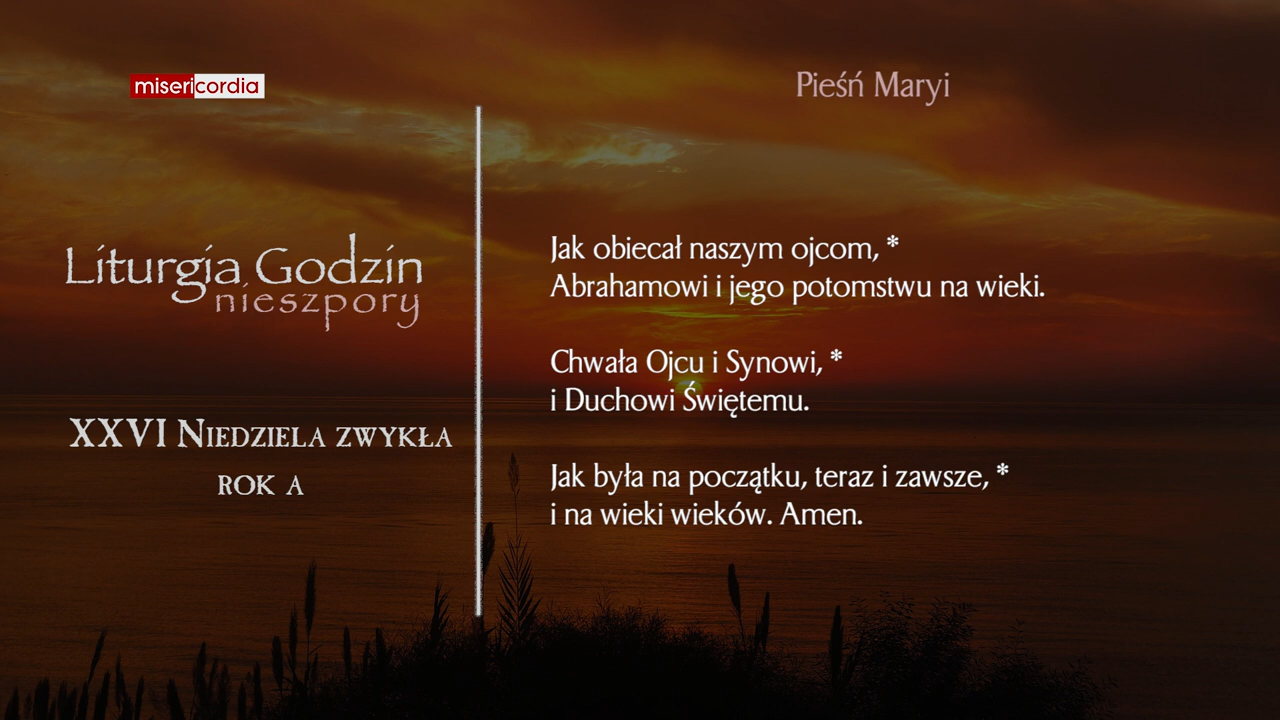 misericordia
Pieśń Maryi
Liturgia Godzin
nieszpory
XXVI Niedziela zwykła
rok A
Jak obiecał naszym ojcom, *
Abrahamowi i jego potomstwu na wieki.
Chwała Ojcu i Synowi, *
i Duchowi Świętemu.
Jak była na początku, teraz i zawsze, *
i na wieki wieków. Amen.